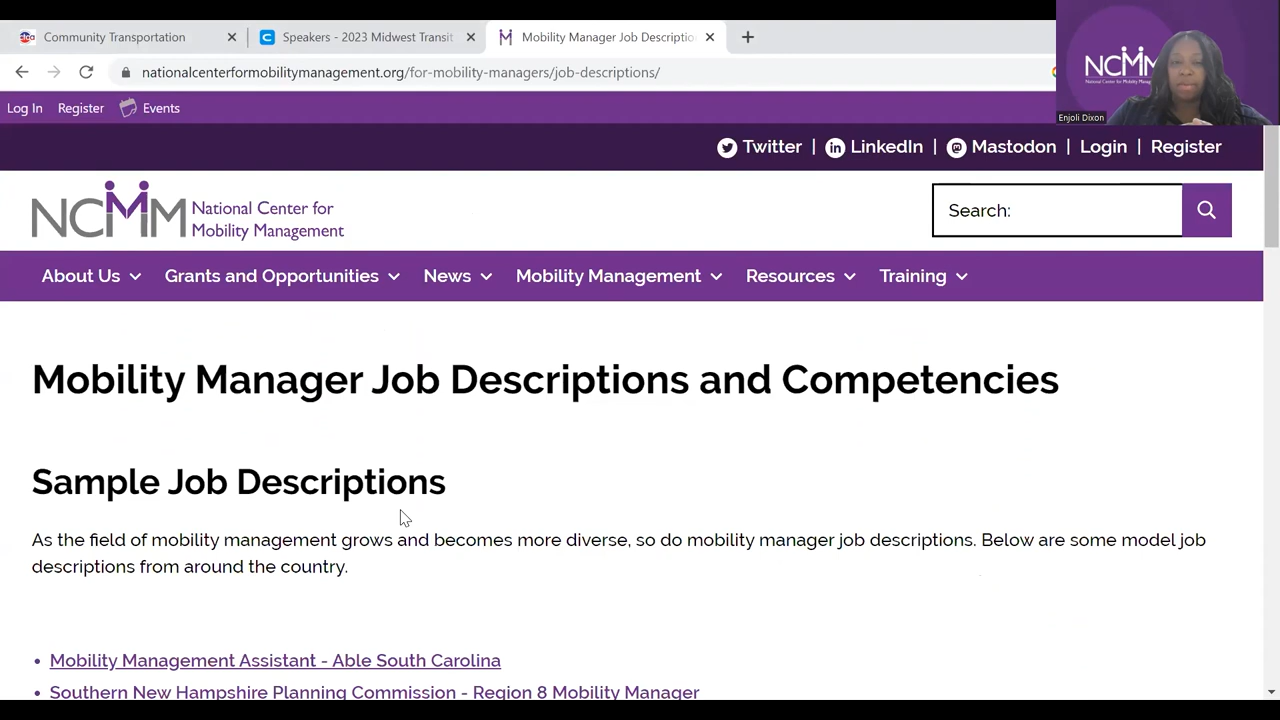 Community Transportation
Speakers - 2023 Midwest Transit
Mobility Manager Job Descriptio
nationalcenterformobilitymanagement.org/for-mobility-managers/job-descriptions/
NCMM
National Center for Mobility
Enjoli Dixon
Log In Register Events
Twitter | LinkedIn | Mastodon | Login | Register
NCMM
National Center for
Mobility Management
Search:
About Us Grants and Opportunities News Mobility Management Resources Training
Mobility Manager Job Descriptions and Competencies
Sample Job Descriptions
As the field of mobility management grows and becomes more diverse, so do mobility manager job descriptions. Below are some model job
descriptions from around the country.
• Mobility Management Assistant - Able South Carolina
• Southern New Hampshire Planning Commission - Region 8 Mobility Manager